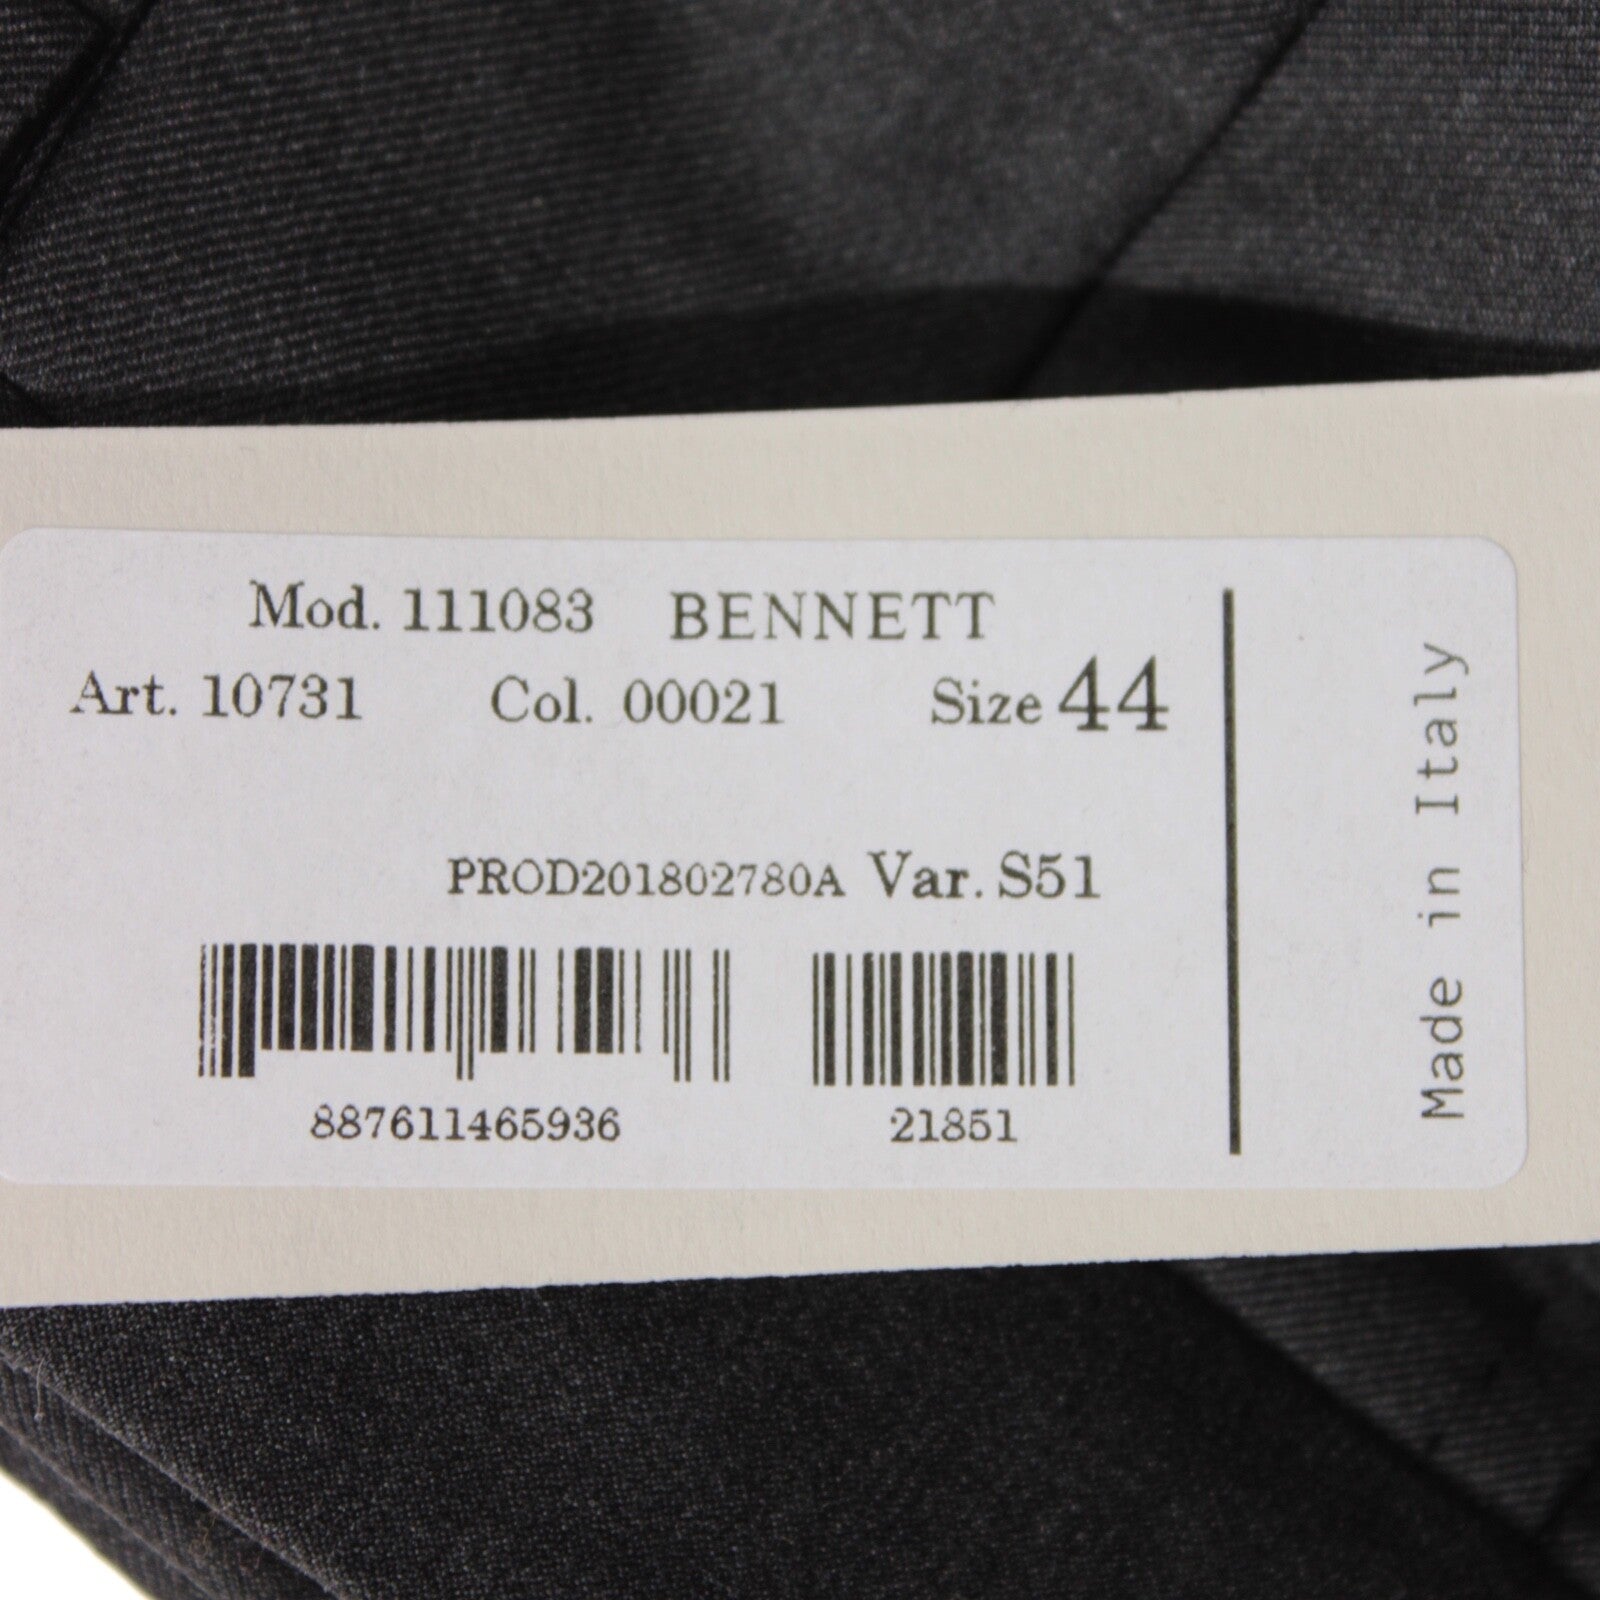 Mod. 111083 BENNETT
Art. 10731 Col. 00021 Size 44
PROD201802780A Var. S51
887611465936 21851
Made in Italy